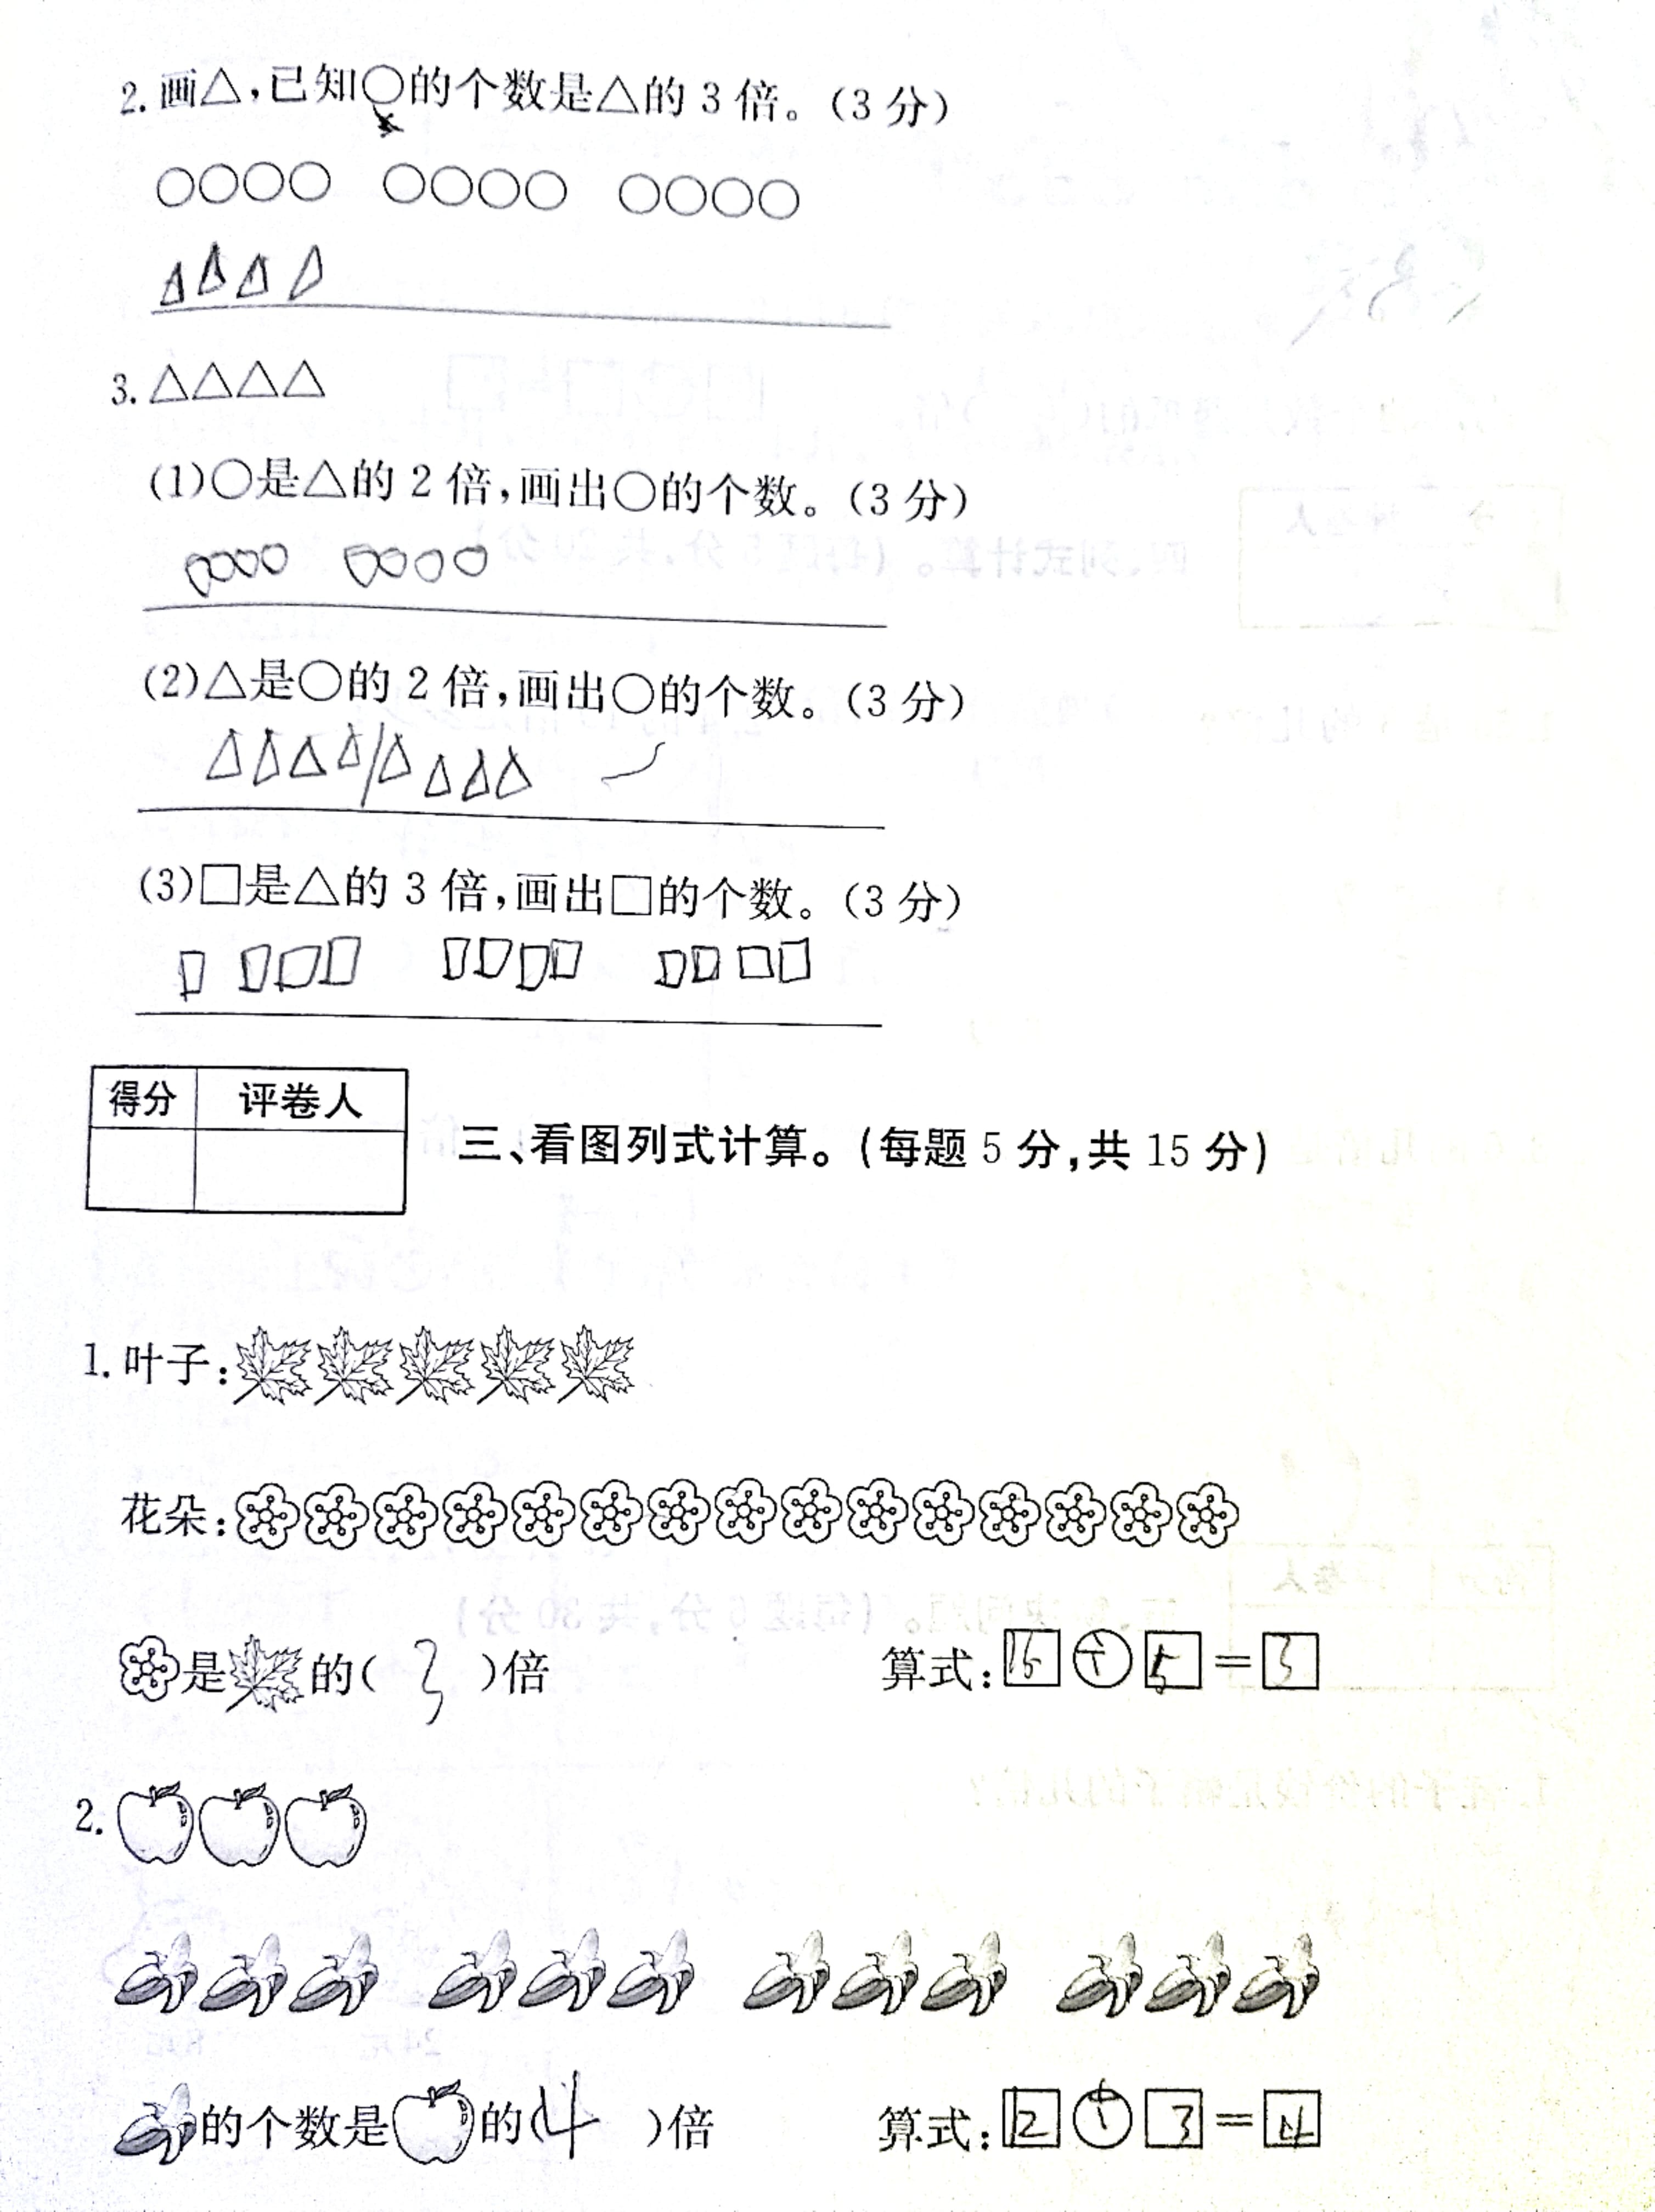 2. 画△,已知○的个数是△的 3 倍。(3 分)
○○○○ ○○○○ ○○○○
△△△△
3. △△△△
(1)○是△的 2 倍,画出○的个数。(3 分)
○○○○ ○○○○
(2)△是○的 2 倍,画出○的个数。(3 分)
△△△△/△△△△
(3)□是△的 3 倍,画出□的个数。(3 分)
□□□□ □□□□ □□□□
得分 评卷人
三、看图列式计算。(每题 5 分,共 15 分)
1. 叶子:
花朵:
是 的( 3 )倍 算式: 15 ÷ 5 = 3
2.
的个数是 的( 4 )倍 算式: 12 ÷ 3 = 4